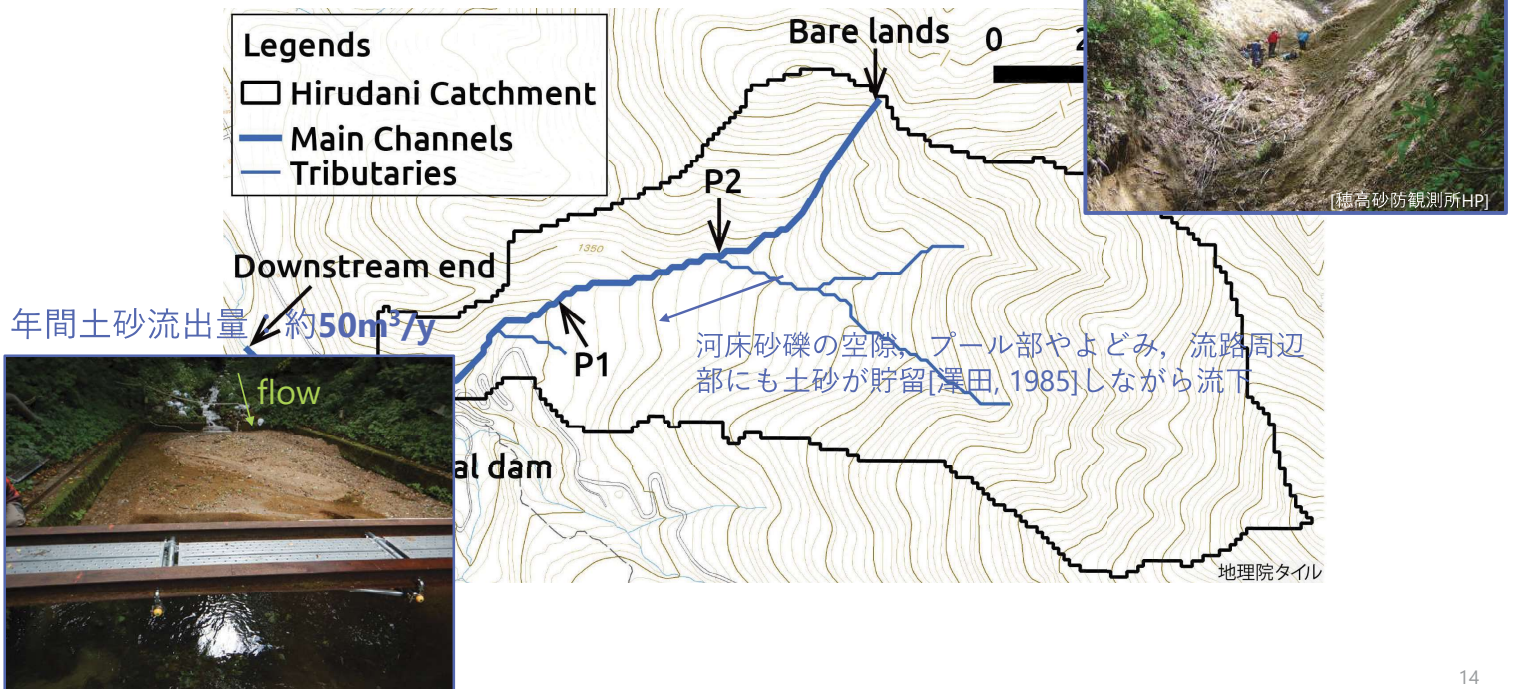 Legends
Hirudani Catchment
Main Channels
Tributaries
Bare lands
0
2
[穂高砂防観測所HP]
P2
1350
Downstream end
年間土砂流出量：約50m³/y
P1
河床砂礫の空隙，プール部やよどみ，流路周辺
部にも土砂が貯留[澤田, 1985]しながら流下
flow
al dam
地理院タイル
14